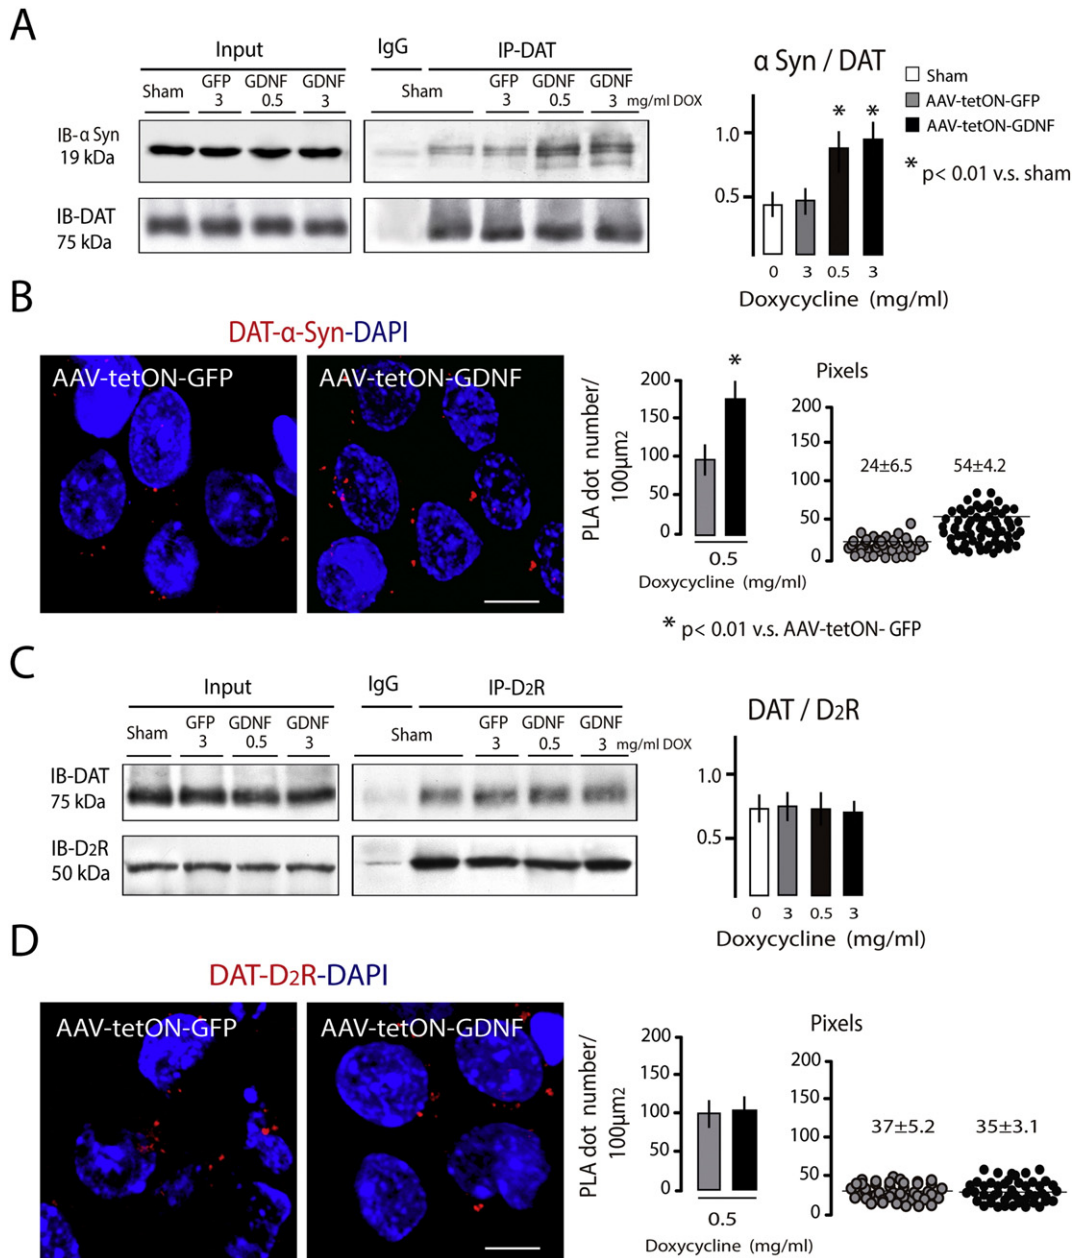 A
Input
IgG
IP-DAT
Sham
GFP
3
GDNF
0.5
GDNF
3
Sham
GFP
3
GDNF
0.5
GDNF
3
mg/ml DOX
IB-α Syn
19 kDa
IB-DAT
75 kDa
α Syn / DAT
1.0
0.5
*
*
0
3
0.5
3
Doxycycline (mg/ml)
Sham
AAV-tetON-GFP
AAV-tetON-GDNF
* p< 0.01 v.s. sham
B
DAT-α-Syn-DAPI
AAV-tetON-GFP
AAV-tetON-GDNF
PLA dot number/
100µm2
200
150
100
50
0
*
0.5
Doxycycline (mg/ml)
Pixels
200
150
100
50
0
24±6.5
54±4.2
* p< 0.01 v.s. AAV-tetON- GFP
C
Input
IgG
IP-D2R
Sham
GFP
3
GDNF
0.5
GDNF
3
Sham
GFP
3
GDNF
0.5
GDNF
3
mg/ml DOX
IB-DAT
75 kDa
IB-D2R
50 kDa
DAT / D2R
1.0
0.5
0
3
0.5
3
Doxycycline (mg/ml)
D
DAT-D2R-DAPI
AAV-tetON-GFP
AAV-tetON-GDNF
PLA dot number/
100µm2
200
150
100
50
0
0.5
Doxycycline (mg/ml)
Pixels
200
150
100
50
0
37±5.2
35±3.1